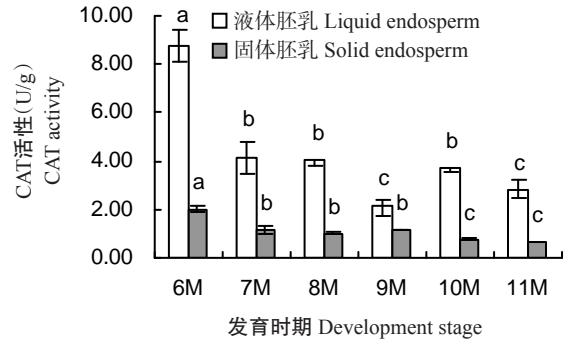 10.00
8.00
6.00
4.00
2.00
0.00
CAT活性(U/g)
CAT activity
液体胚乳 Liquid endosperm
固体胚乳 Solid endosperm
a
a
b
b
b
b
c
b
b
c
c
c
6M 7M 8M 9M 10M 11M
发育时期 Development stage